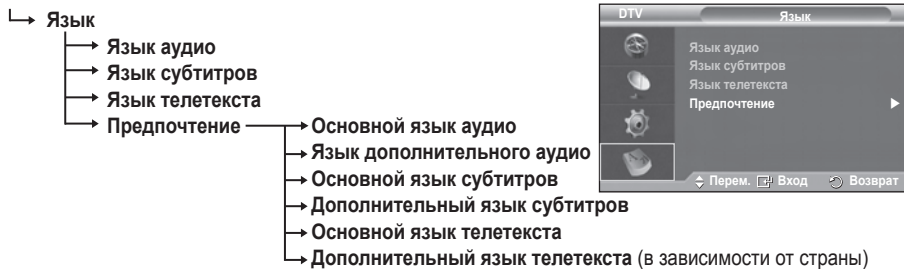 Язык
Язык аудио
Язык субтитров
Язык телетекста
Предпочтение
Основной язык аудио
Язык дополнительного аудио
Основной язык субтитров
Дополнительный язык субтитров
Основной язык телетекста
Дополнительный язык телетекста (в зависимости от страны)
DTV
Язык
Язык аудио
Язык субтитров
Язык телетекста
Предпочтение
Перем. Вход Возврат